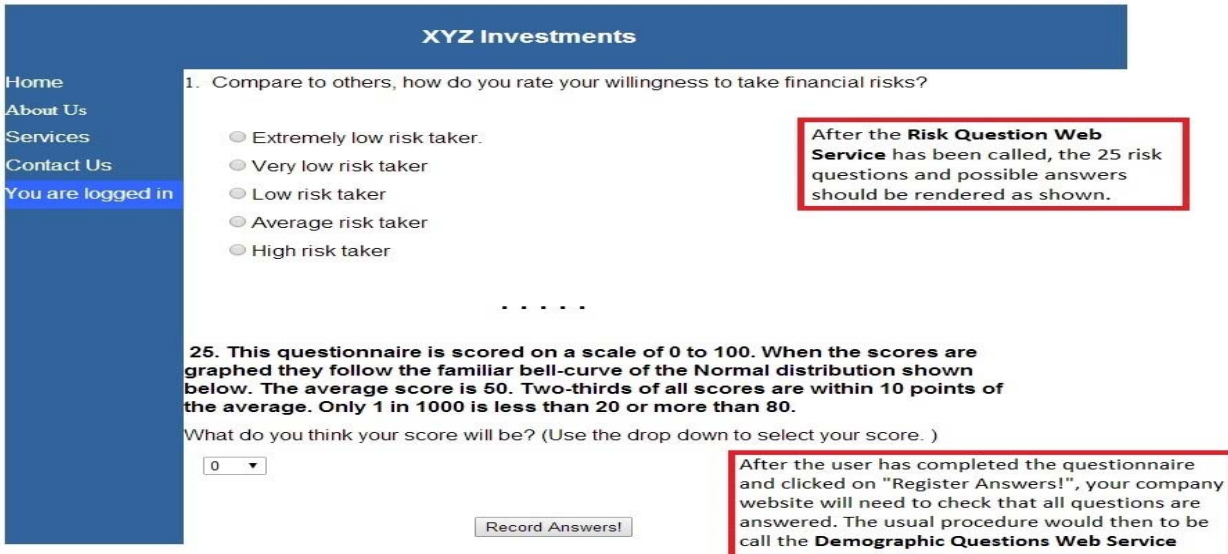 XYZ Investments
Home
About Us
Services
Contact Us
You are logged in
1. Compare to others, how do you rate your willingness to take financial risks?
Extremely low risk taker.
Very low risk taker
Low risk taker
Average risk taker
High risk taker
After the Risk Question Web
Service has been called, the 25 risk
questions and possible answers
should be rendered as shown.
. . . . .
25. This questionnaire is scored on a scale of 0 to 100. When the scores are
graphed they follow the familiar bell-curve of the Normal distribution shown
below. The average score is 50. Two-thirds of all scores are within 10 points of
the average. Only 1 in 1000 is less than 20 or more than 80.
What do you think your score will be? (Use the drop down to select your score. )
0
Record Answers!
After the user has completed the questionnaire
and clicked on "Register Answers!", your company
website will need to check that all questions are
answered. The usual procedure would then to be
call the Demographic Questions Web Service